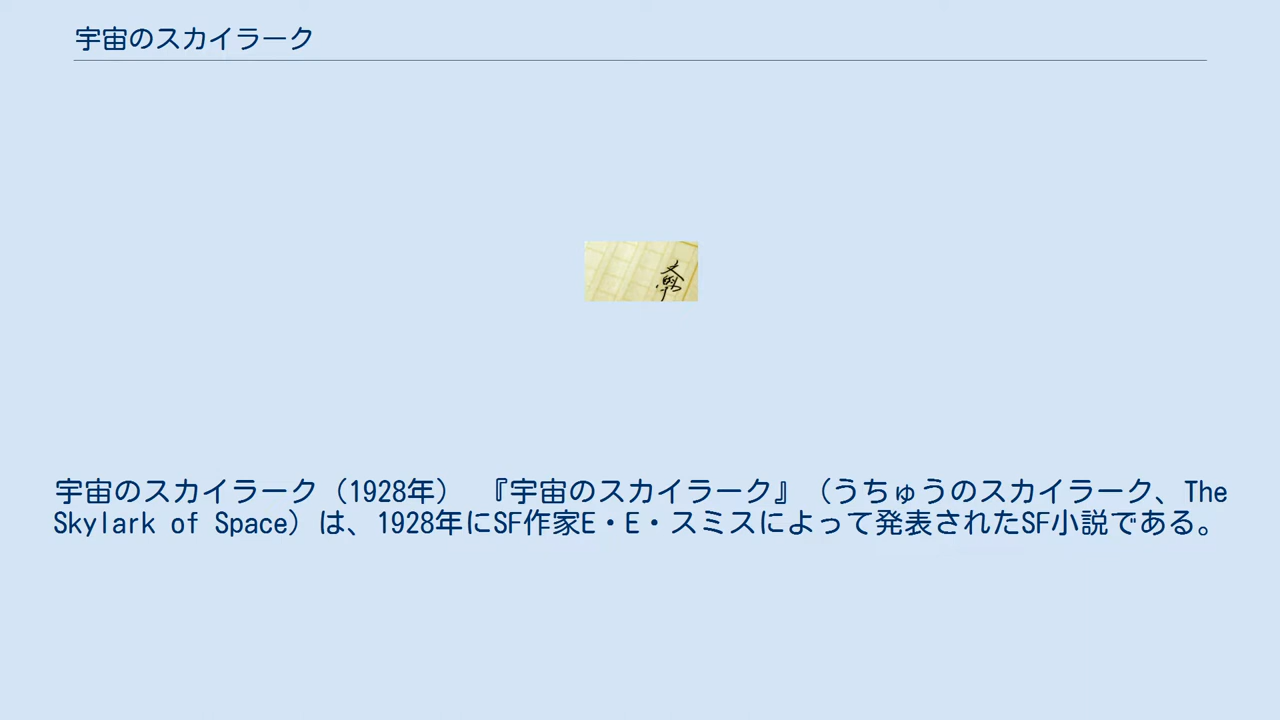 宇宙のスカイラーク
宇宙のスカイラーク（1928年）　『宇宙のスカイラーク』（うちゅうのスカイラーク、The
Skylark of Space）は、1928年にSF作家E・E・スミスによって発表されたSF小説である。